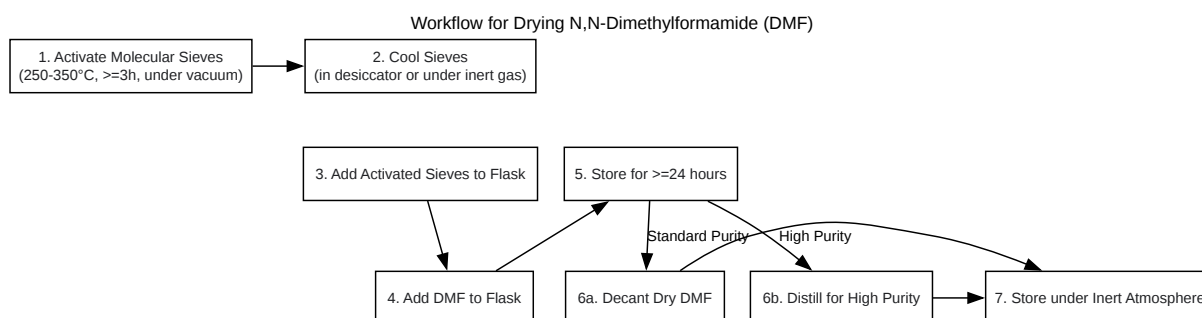 Workflow for Drying N,N-Dimethylformamide (DMF)
1. Activate Molecular Sieves
(250-350°C, >=3h, under vacuum)
2. Cool Sieves
(in desiccator or under inert gas)
3. Add Activated Sieves to Flask
5. Store for >=24 hours
Standard Purity
High Purity
4. Add DMF to Flask
6a. Decant Dry DMF
6b. Distill for High Purity
7. Store under Inert Atmosphere